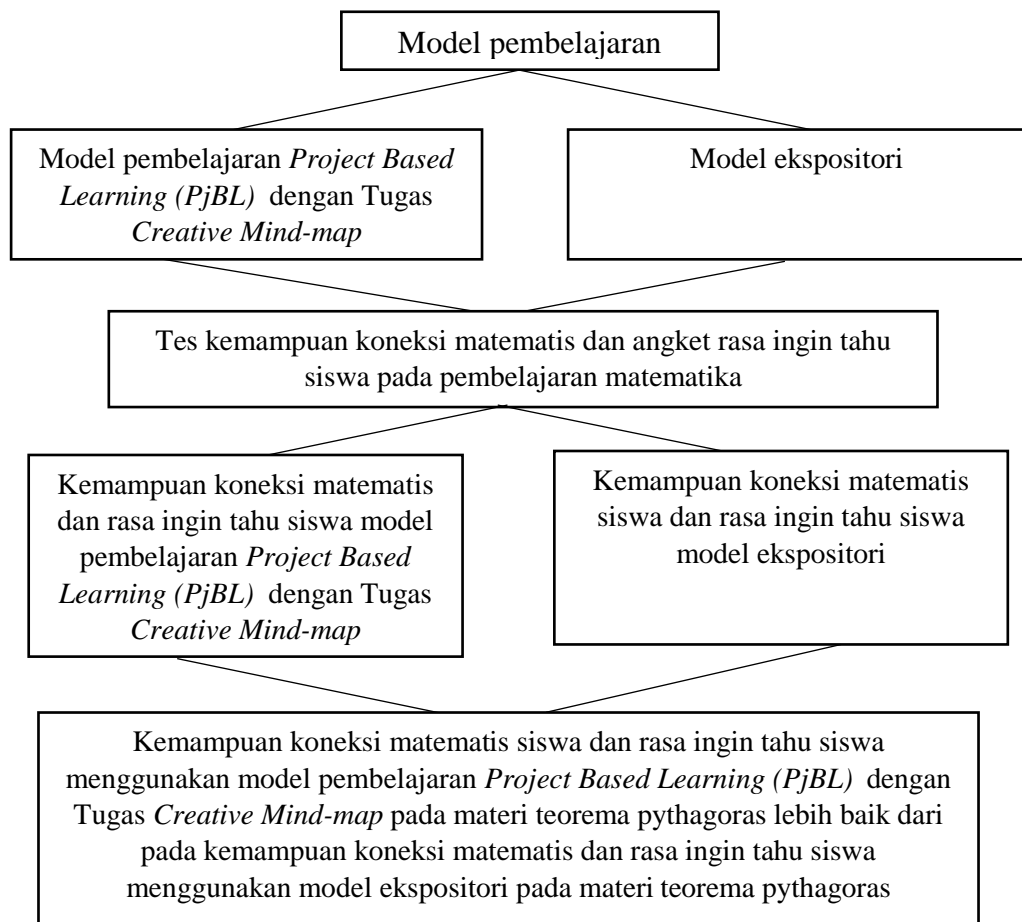 Model pembelajaran
Model pembelajaran Project Based
Learning (PjBL) dengan Tugas
Creative Mind-map
Model ekspositori
Tes kemampuan koneksi matematis dan angket rasa ingin tahu
siswa pada pembelajaran matematika
Kemampuan koneksi matematis
dan rasa ingin tahu siswa model
pembelajaran Project Based
Learning (PjBL) dengan Tugas
Creative Mind-map
Kemampuan koneksi matematis
siswa dan rasa ingin tahu siswa
model ekspositori
Kemampuan koneksi matematis siswa dan rasa ingin tahu siswa
menggunakan model pembelajaran Project Based Learning (PjBL) dengan
Tugas Creative Mind-map pada materi teorema pythagoras lebih baik dari
pada kemampuan koneksi matematis dan rasa ingin tahu siswa
menggunakan model ekspositori pada materi teorema pythagoras